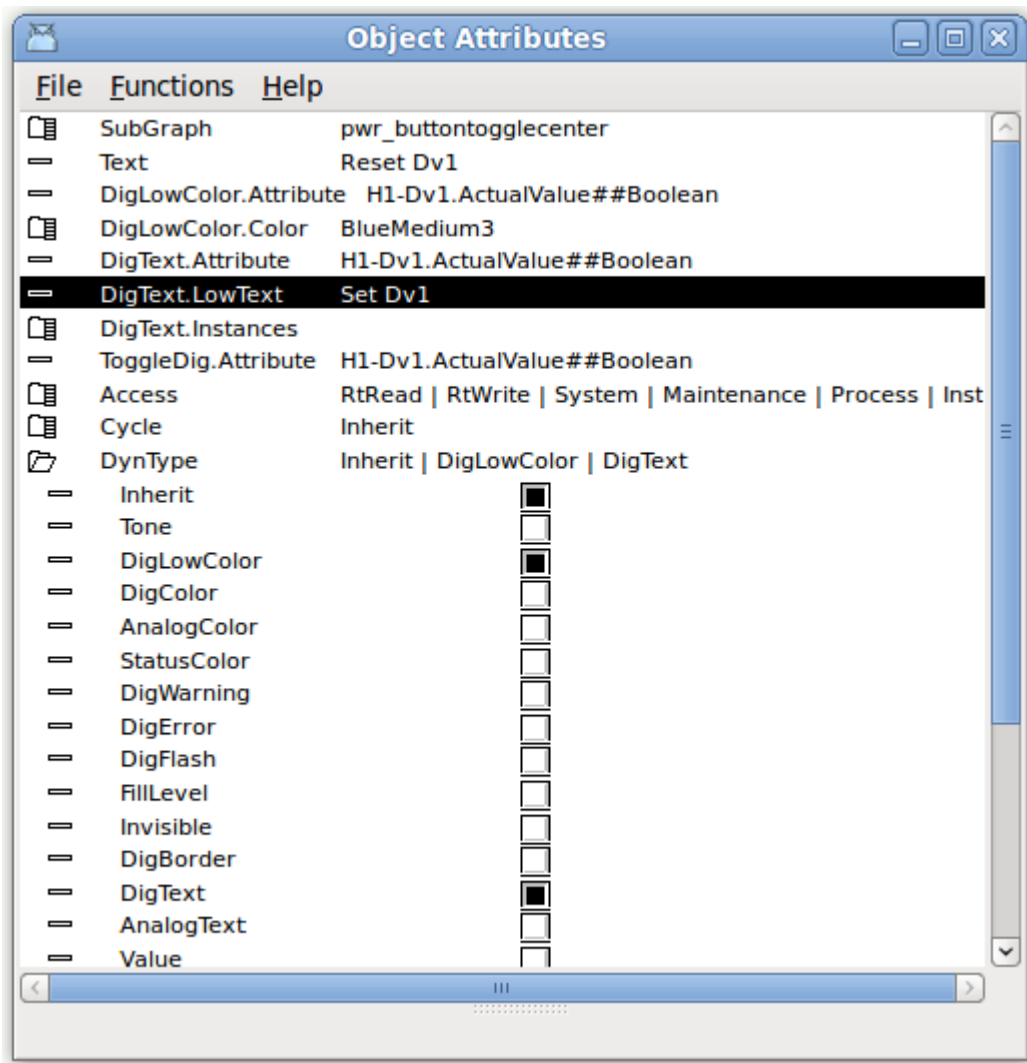 Object Attributes
File Functions Help
SubGraph pwr_buttontogglecenter
Text Reset Dv1
DigLowColor.Attribute H1-Dv1.ActualValue##Boolean
DigLowColor.Color BlueMedium3
DigText.Attribute H1-Dv1.ActualValue##Boolean
DigText.LowText Set Dv1
DigText.Instances
ToggleDig.Attribute H1-Dv1.ActualValue##Boolean
Access RtRead | RtWrite | System | Maintenance | Process | Inst
Cycle Inherit
DynType Inherit | DigLowColor | DigText
Inherit
Tone
DigLowColor
DigColor
AnalogColor
StatusColor
DigWarning
DigError
DigFlash
FillLevel
Invisible
DigBorder
DigText
AnalogText
Value